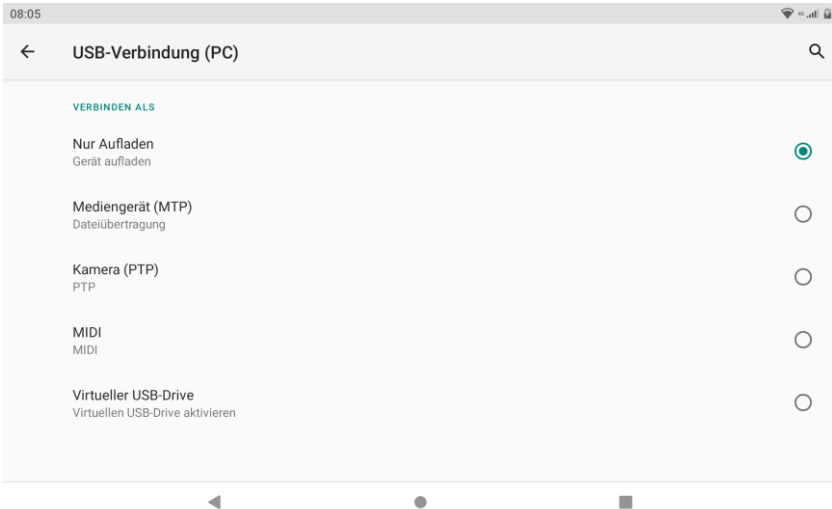 08:05
USB-Verbindung (PC)
VERBINDEN ALS
Nur Aufladen
Gerät aufladen
Mediengerät (MTP)
Dateiübertragung
Kamera (PTP)
PTP
MIDI
MIDI
Virtueller USB-Drive
Virtuellen USB-Drive aktivieren